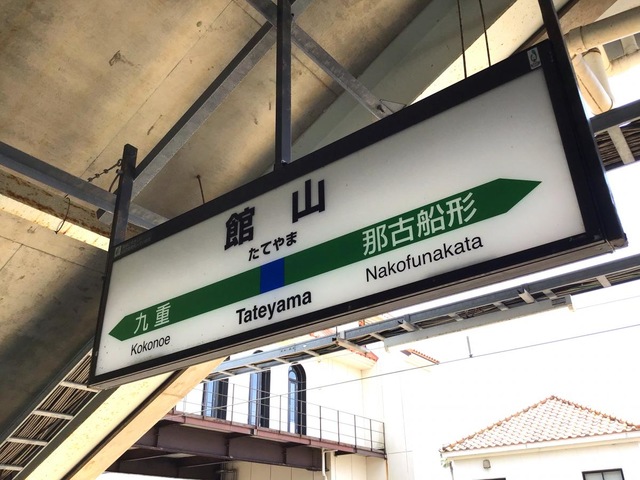 館山
たてやま
九重
那古船形
Kokonoe
Tateyama
Nakofunakata